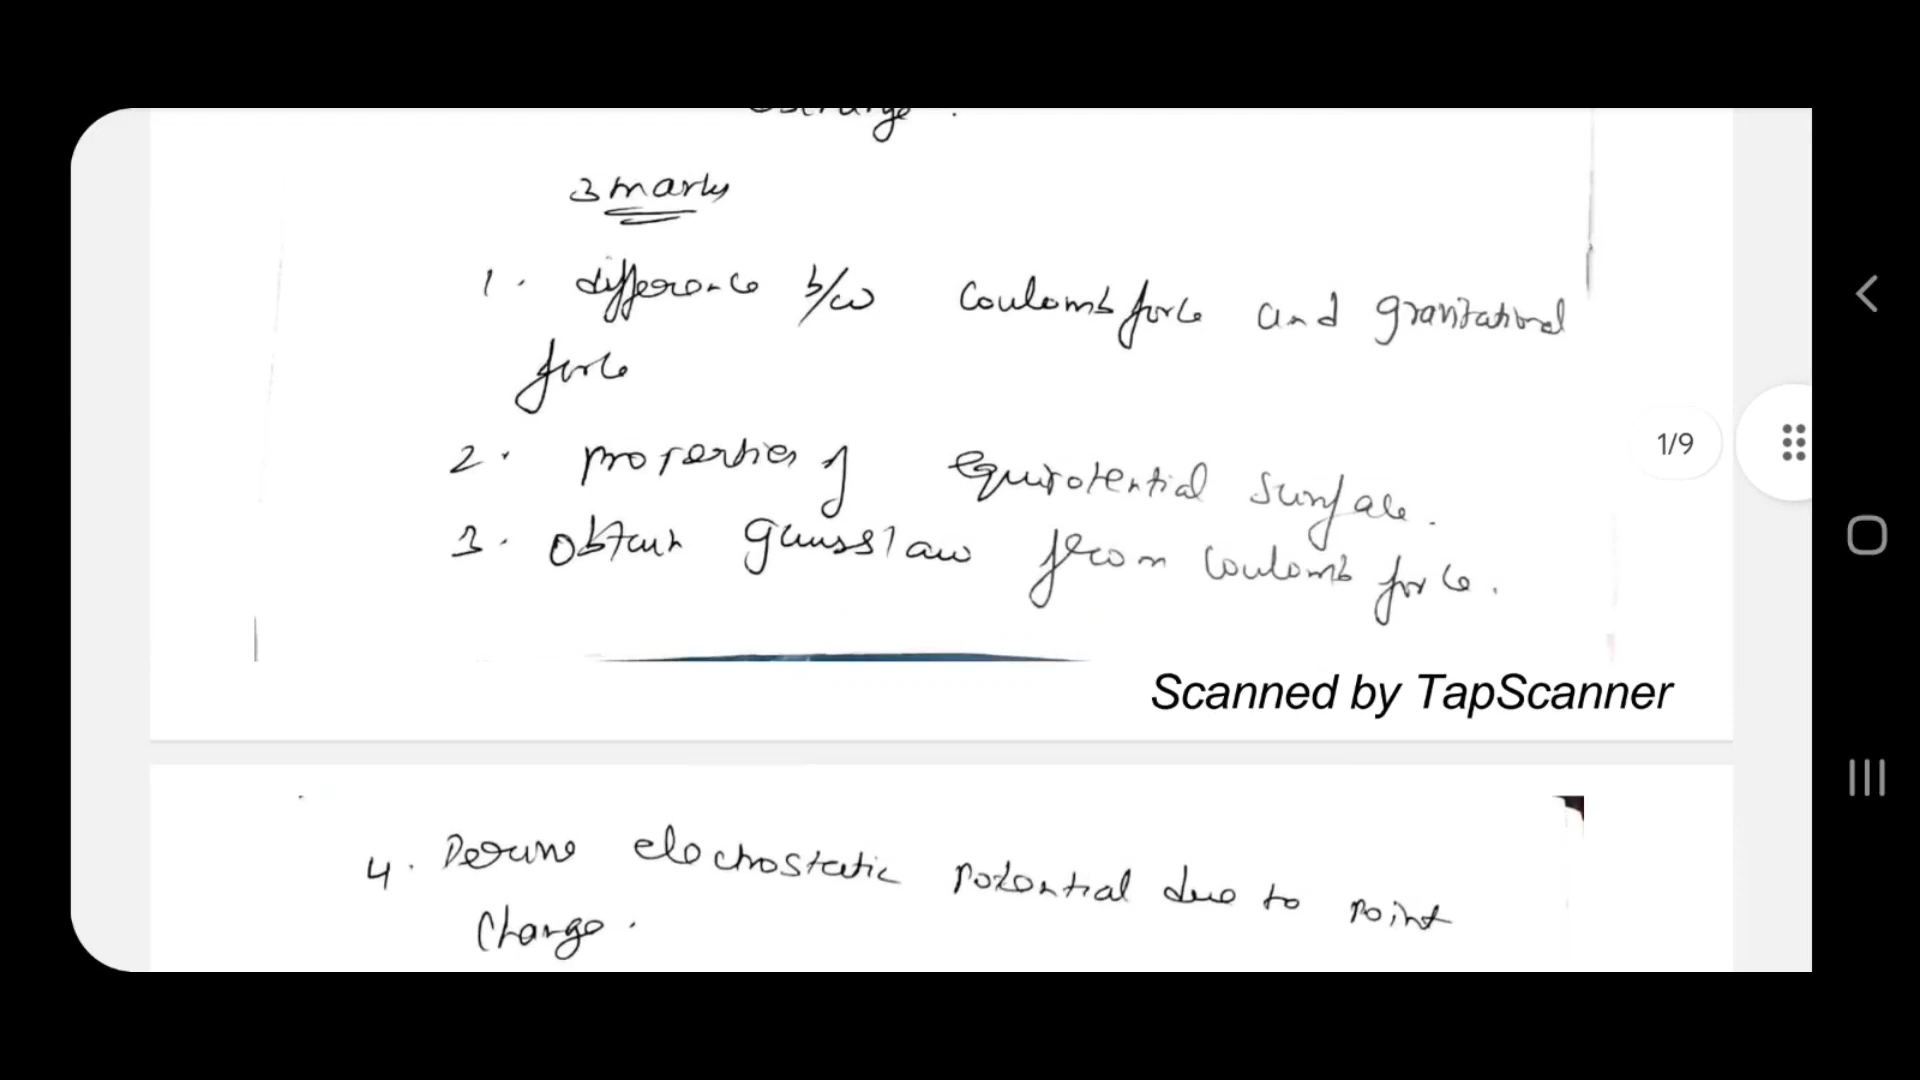 3 marks
1. difference b/w Coulomb force and gravitational
force
2. properties of equipotential surface.
3. obtain gauss law from Coulomb force.
1/9
Scanned by TapScanner
4. Derive electrostatic potential due to point
Charge.